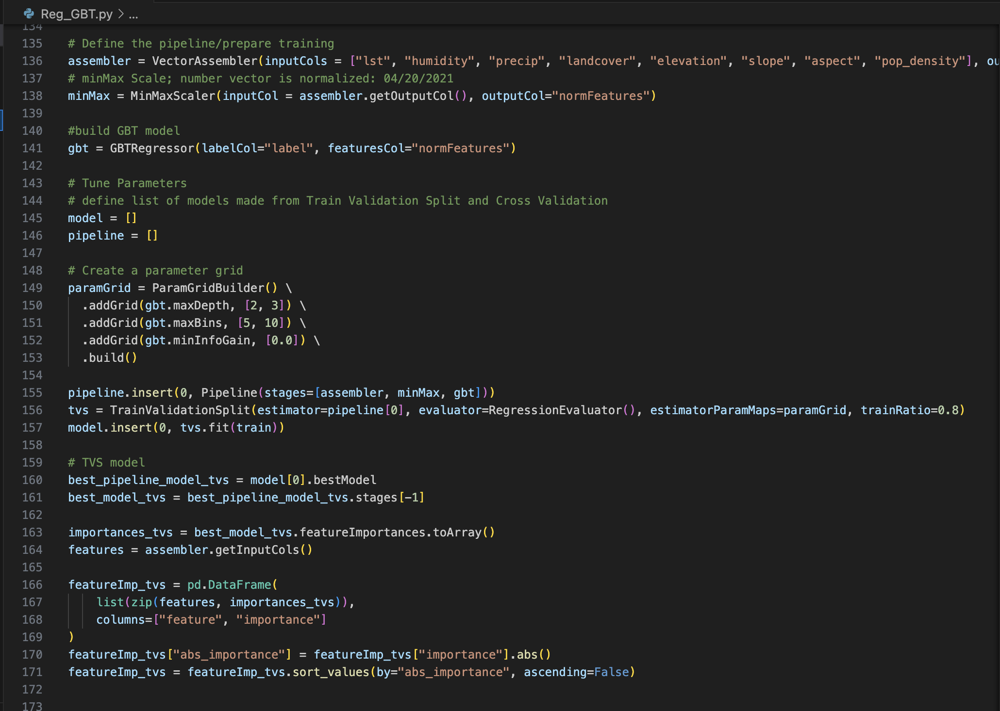 Reg_GBT.py > ...
134
135 # Define the pipeline/prepare training
136 assembler = VectorAssembler(inputCols = ["lst", "humidity", "precip", "landcover", "elevation", "slope", "aspect", "pop_density"], ou
137 # minMax Scale; number vector is normalized: 04/20/2021
138 minMax = MinMaxScaler(inputCol = assembler.getOutputCol(), outputCol="normFeatures")
139
140 #build GBT model
141 gbt = GBTRegressor(labelCol="label", featuresCol="normFeatures")
142
143 # Tune Parameters
144 # define list of models made from Train Validation Split and Cross Validation
145 model = []
146 pipeline = []
147
148 # Create a parameter grid
149 paramGrid = ParamGridBuilder() \
150   .addGrid(gbt.maxDepth, [2, 3]) \
151   .addGrid(gbt.maxBins, [5, 10]) \
152   .addGrid(gbt.minInfoGain, [0.0]) \
153   .build()
154
155 pipeline.insert(0, Pipeline(stages=[assembler, minMax, gbt]))
156 tvs = TrainValidationSplit(estimator=pipeline[0], evaluator=RegressionEvaluator(), estimatorParamMaps=paramGrid, trainRatio=0.8)
157 model.insert(0, tvs.fit(train))
158
159 # TVS model
160 best_pipeline_model_tvs = model[0].bestModel
161 best_model_tvs = best_pipeline_model_tvs.stages[-1]
162
163 importances_tvs = best_model_tvs.featureImportances.toArray()
164 features = assembler.getInputCols()
165
166 featureImp_tvs = pd.DataFrame(
167     list(zip(features, importances_tvs)),
168     columns=["feature", "importance"]
169 )
170 featureImp_tvs["abs_importance"] = featureImp_tvs["importance"].abs()
171 featureImp_tvs = featureImp_tvs.sort_values(by="abs_importance", ascending=False)
172
173